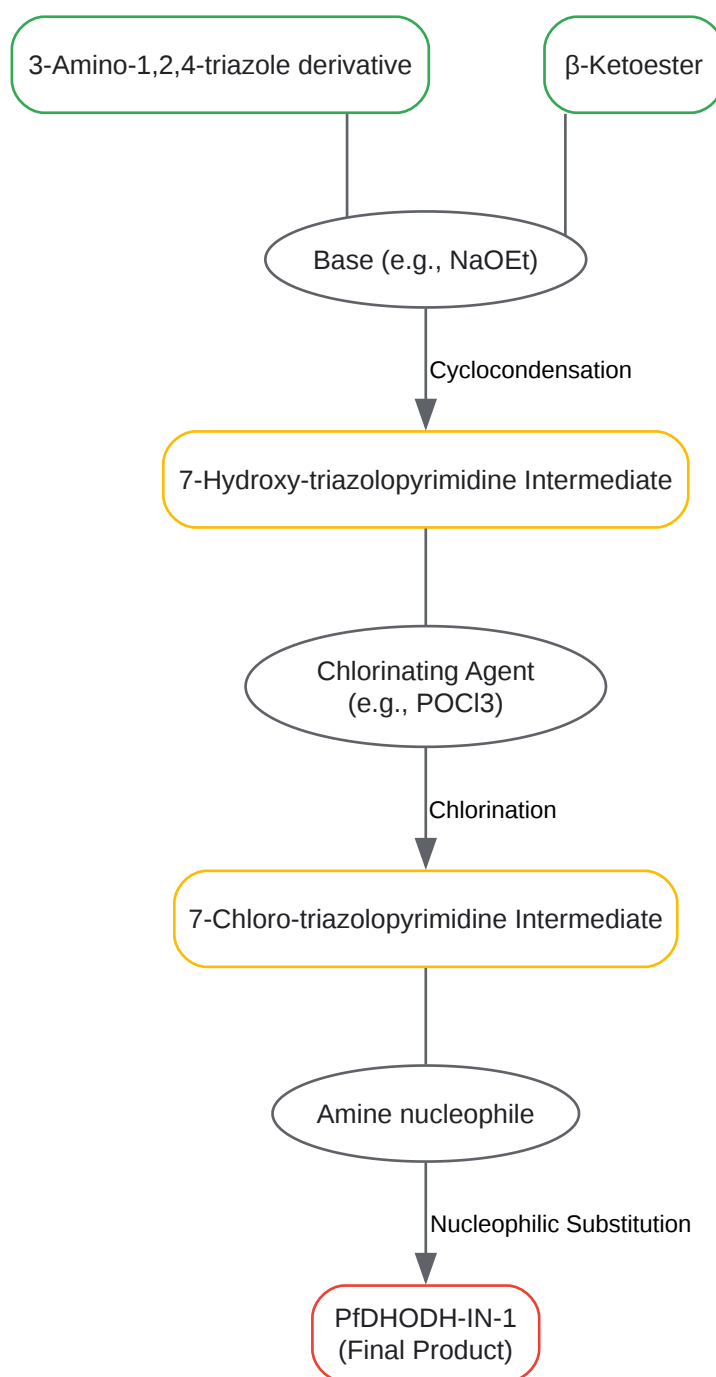 3-Amino-1,2,4-triazole derivative
β-Ketoester
Base (e.g., NaOEt)
Cyclocondensation
7-Hydroxy-triazolopyrimidine Intermediate
Chlorinating Agent
(e.g., POCl3)
Chlorination
7-Chloro-triazolopyrimidine Intermediate
Amine nucleophile
Nucleophilic Substitution
PfDHODH-IN-1
(Final Product)